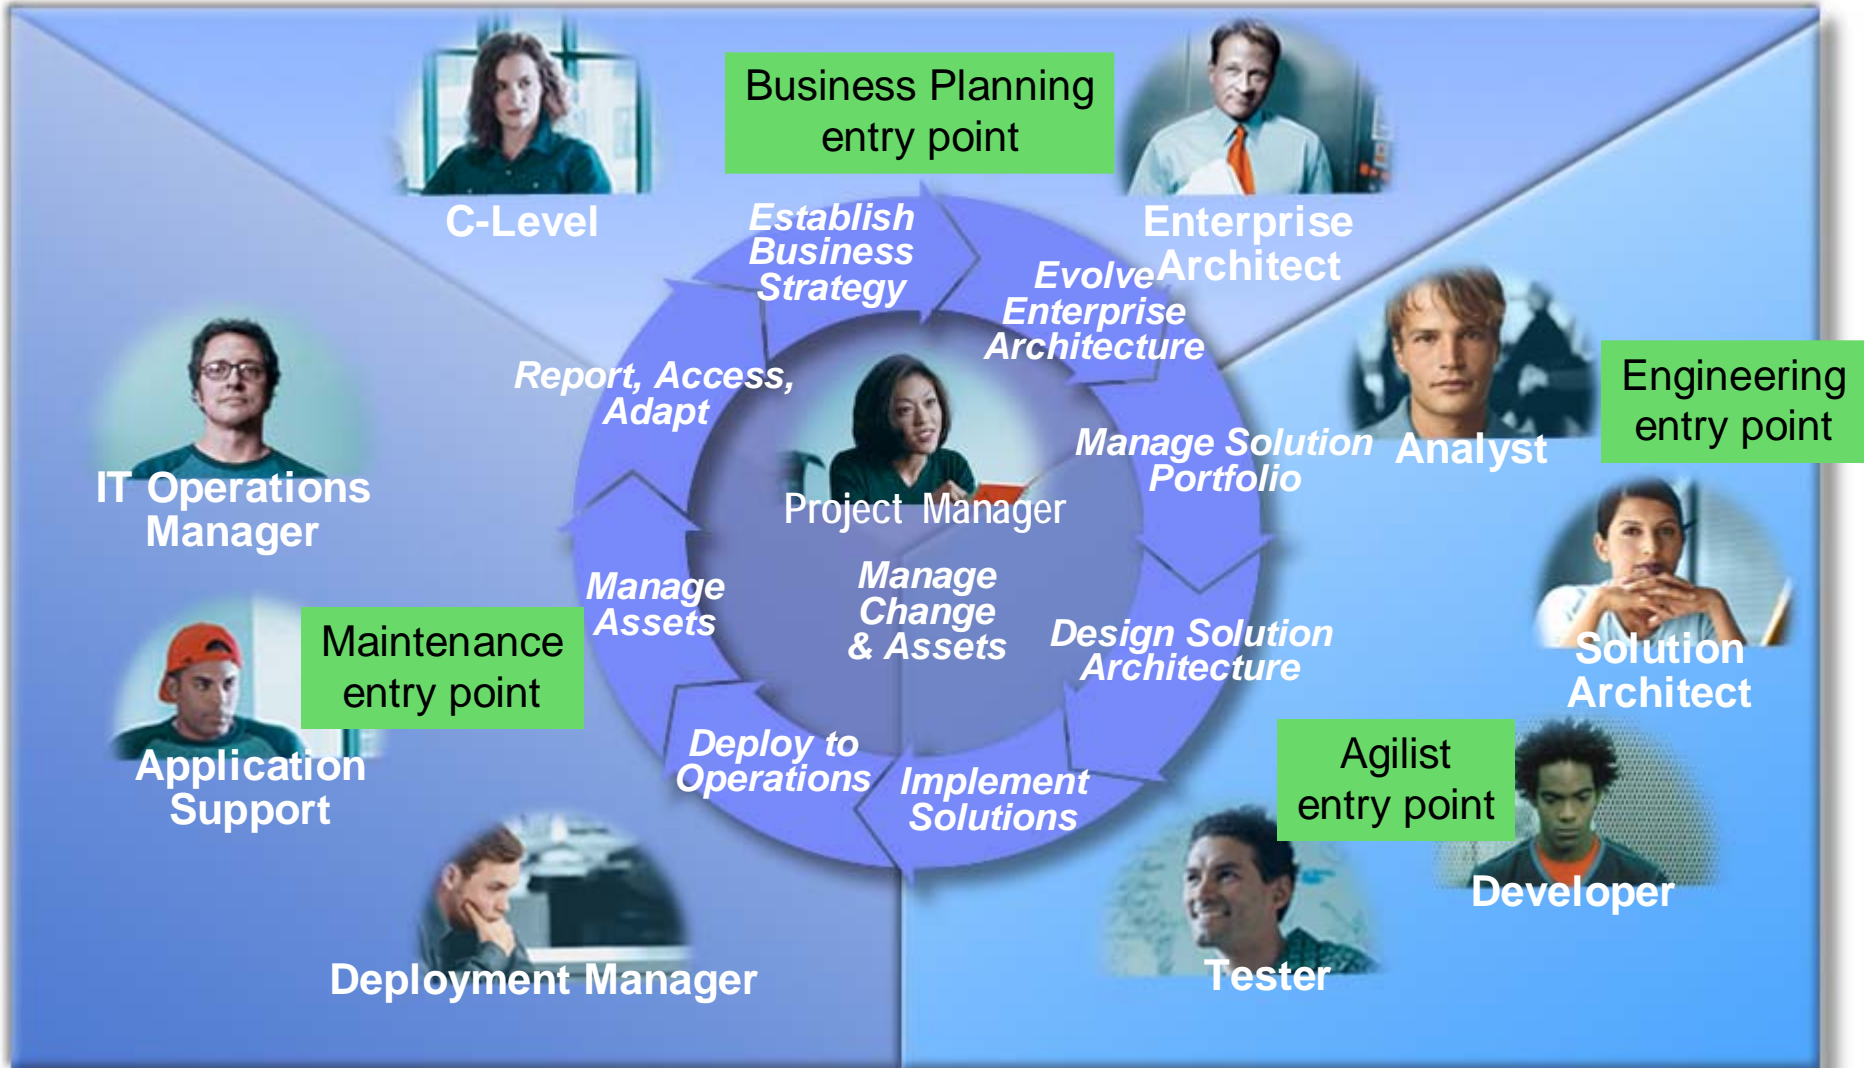 Business Planning
entry point
C-Level
Enterprise
Architect
Establish
Business
Strategy
Evolve
Enterprise
Architecture
Report, Access,
Adapt
Engineering
entry point
Manage Solution
Portfolio
Analyst
IT Operations
Manager
Project Manager
Manage
Assets
Manage
Change
& Assets
Design Solution
Architecture
Solution
Architect
Maintenance
entry point
Application
Support
Deploy to
Operations
Implement
Solutions
Agilist
entry point
Developer
Deployment Manager
Tester